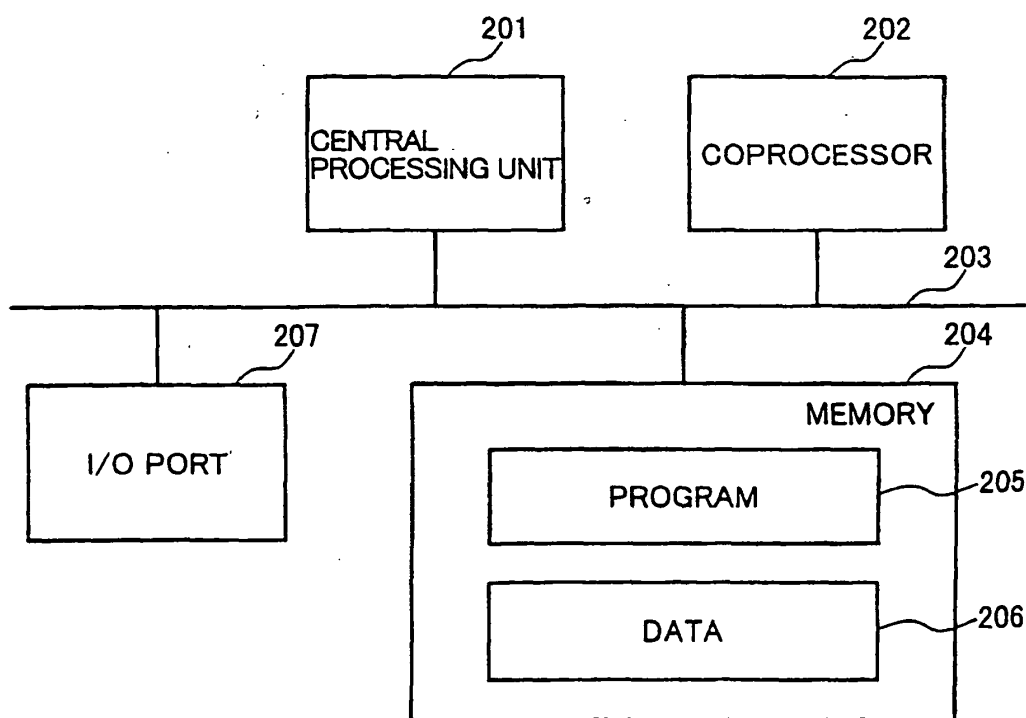 201
202
CENTRAL
PROCESSING UNIT
COPROCESSOR
203
207
204
MEMORY
I/O PORT
PROGRAM
205
DATA
206